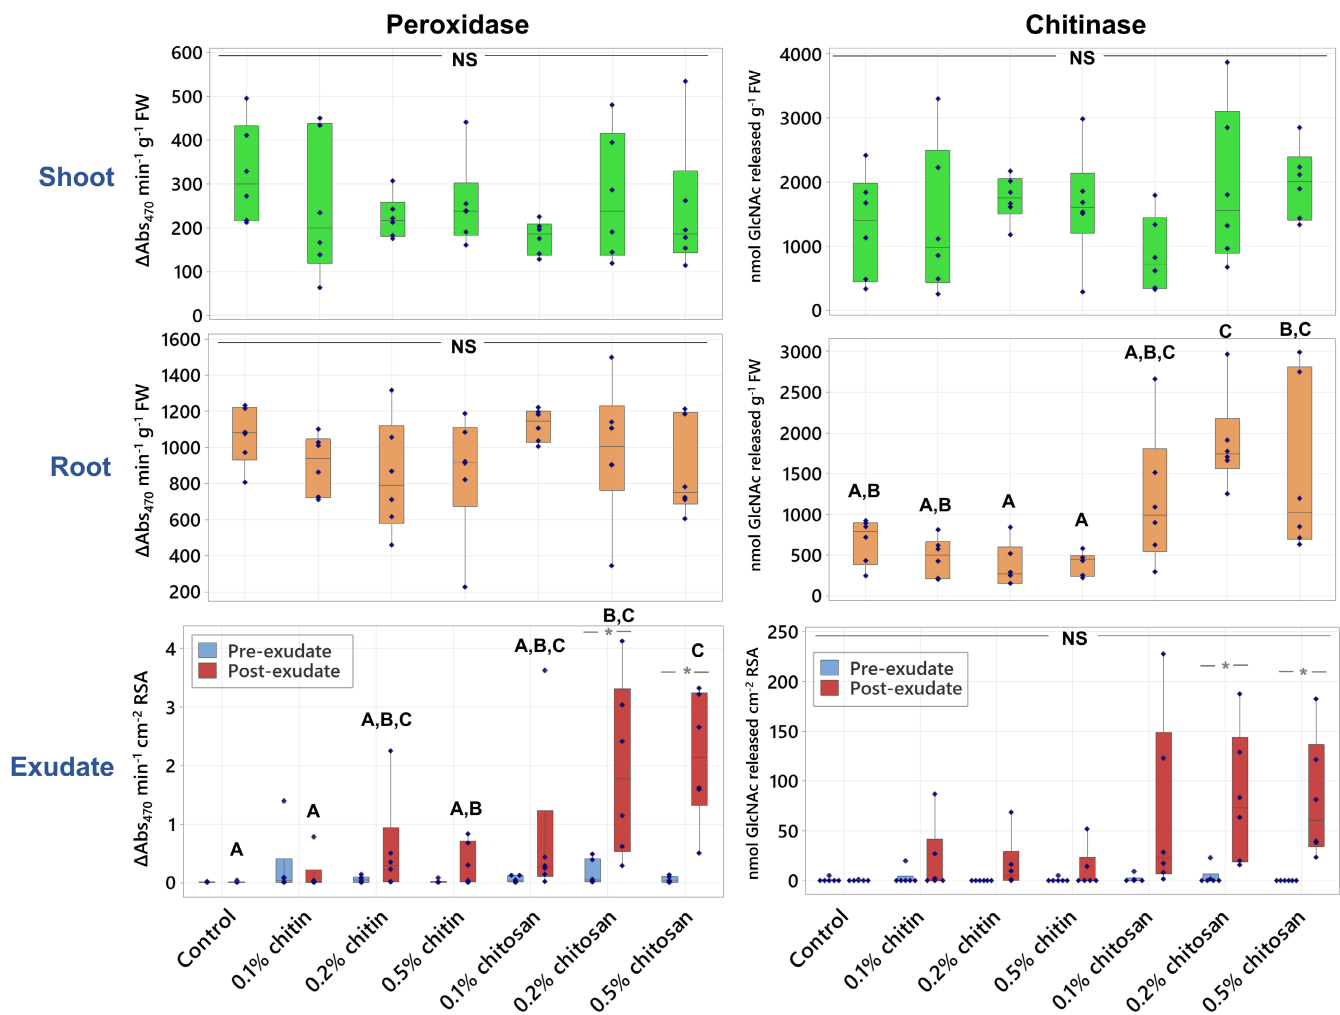 Peroxidase
Chitinase
Shoot
ΔAbs470 min-1 g-1 FW
600
500
400
300
200
100
0
NS
nmol GlcNAc released g-1 FW
4000
3000
2000
1000
0
NS
Root
ΔAbs470 min-1 g-1 FW
1600
1400
1200
1000
800
600
400
200
NS
nmol GlcNAc released g-1 FW
3000
2500
2000
1500
1000
500
0
A,B
A,B
A
A
A,B,C
C
B,C
Exudate
ΔAbs470 min-1 cm-2 RSA
4
3
2
1
0
Pre-exudate
Post-exudate
A
A
A,B,C
A,B
A,B,C
B,C
*
C
*
nmol GlcNAc released cm-2 RSA
250
200
150
100
50
0
NS
Pre-exudate
Post-exudate
*
*
Control
0.1% chitin
0.2% chitin
0.5% chitin
0.1% chitosan
0.2% chitosan
0.5% chitosan
Control
0.1% chitin
0.2% chitin
0.5% chitin
0.1% chitosan
0.2% chitosan
0.5% chitosan